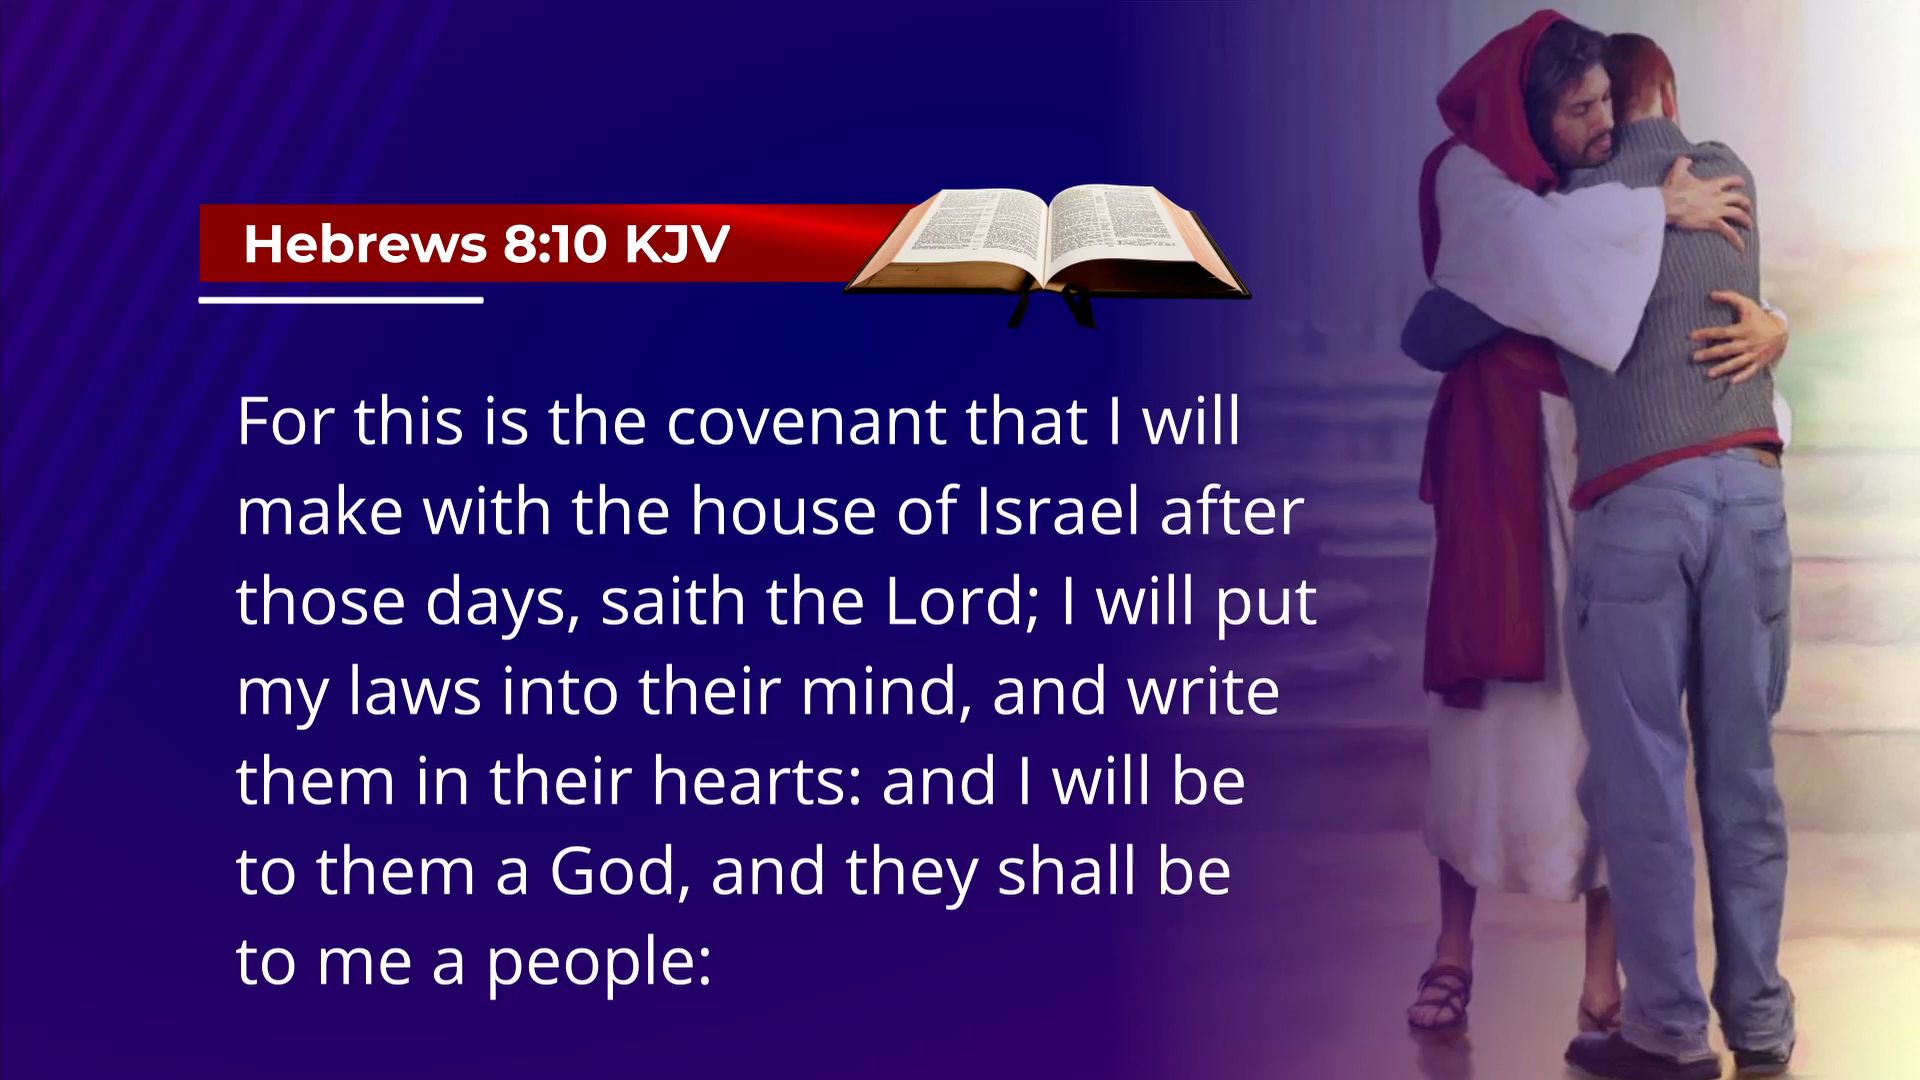 Hebrews 8:10 KJV
For this is the covenant that I will
make with the house of Israel after
those days, saith the Lord; I will put
my laws into their mind, and write
them in their hearts: and I will be
to them a God, and they shall be
to me a people: